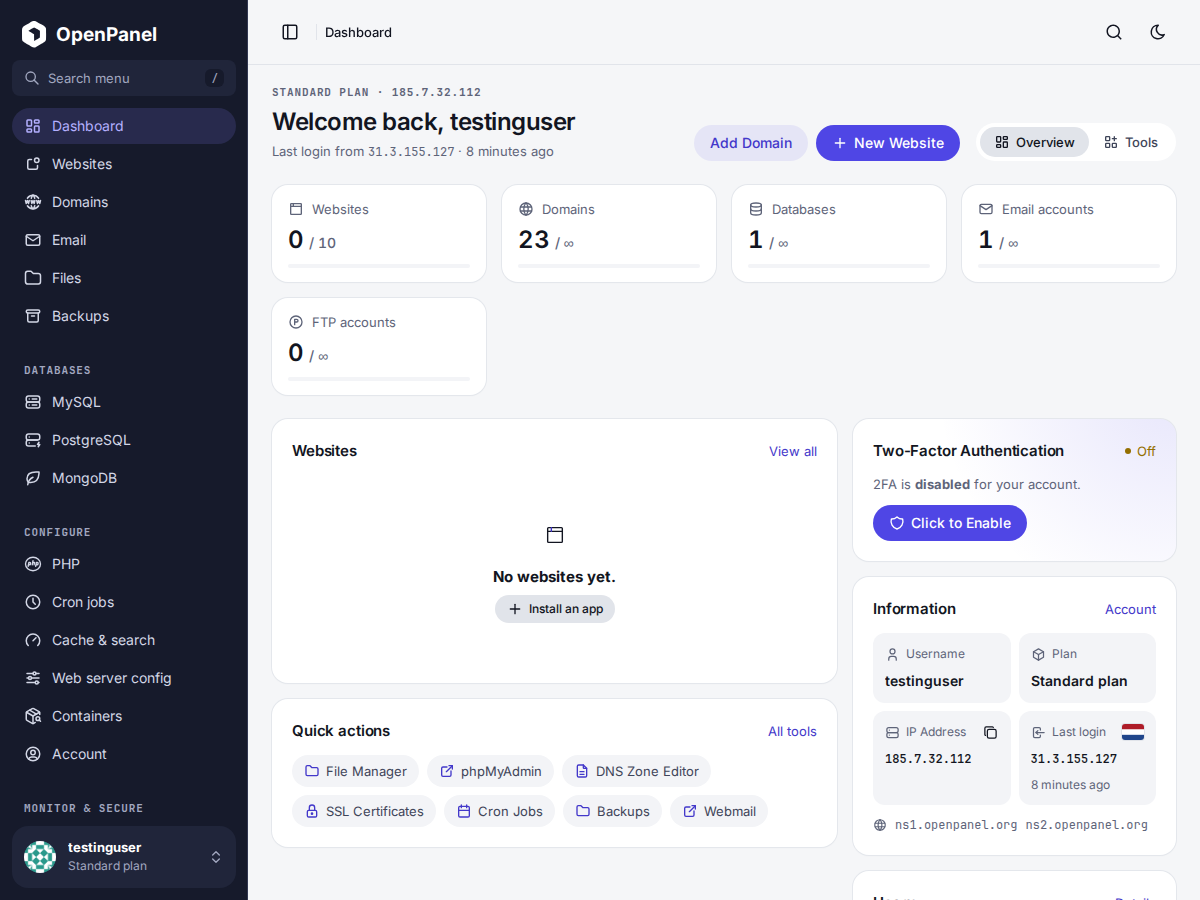 OpenPanel
Search menu /
Dashboard
Websites
Domains
Email
Files
Backups
DATABASES
MySQL
PostgreSQL
MongoDB
CONFIGURE
PHP
Cron jobs
Cache & search
Web server config
Containers
Account
MONITOR & SECURE
testinguser
Standard plan
Dashboard
STANDARD PLAN · 185.7.32.112
Welcome back, testinguser
Last login from 31.3.155.127 · 8 minutes ago
Add Domain
New Website
Overview
Tools
Websites
0 / 10
Domains
23 / ∞
Databases
1 / ∞
Email accounts
1 / ∞
FTP accounts
0 / ∞
Websites
View all
No websites yet.
Install an app
Quick actions
All tools
File Manager
phpMyAdmin
DNS Zone Editor
SSL Certificates
Cron Jobs
Backups
Webmail
Two-Factor Authentication
Off
2FA is disabled for your account.
Click to Enable
Information
Account
Username
testinguser
Plan
Standard plan
IP Address
185.7.32.112
Last login
31.3.155.127
8 minutes ago
ns1.openpanel.org ns2.openpanel.org